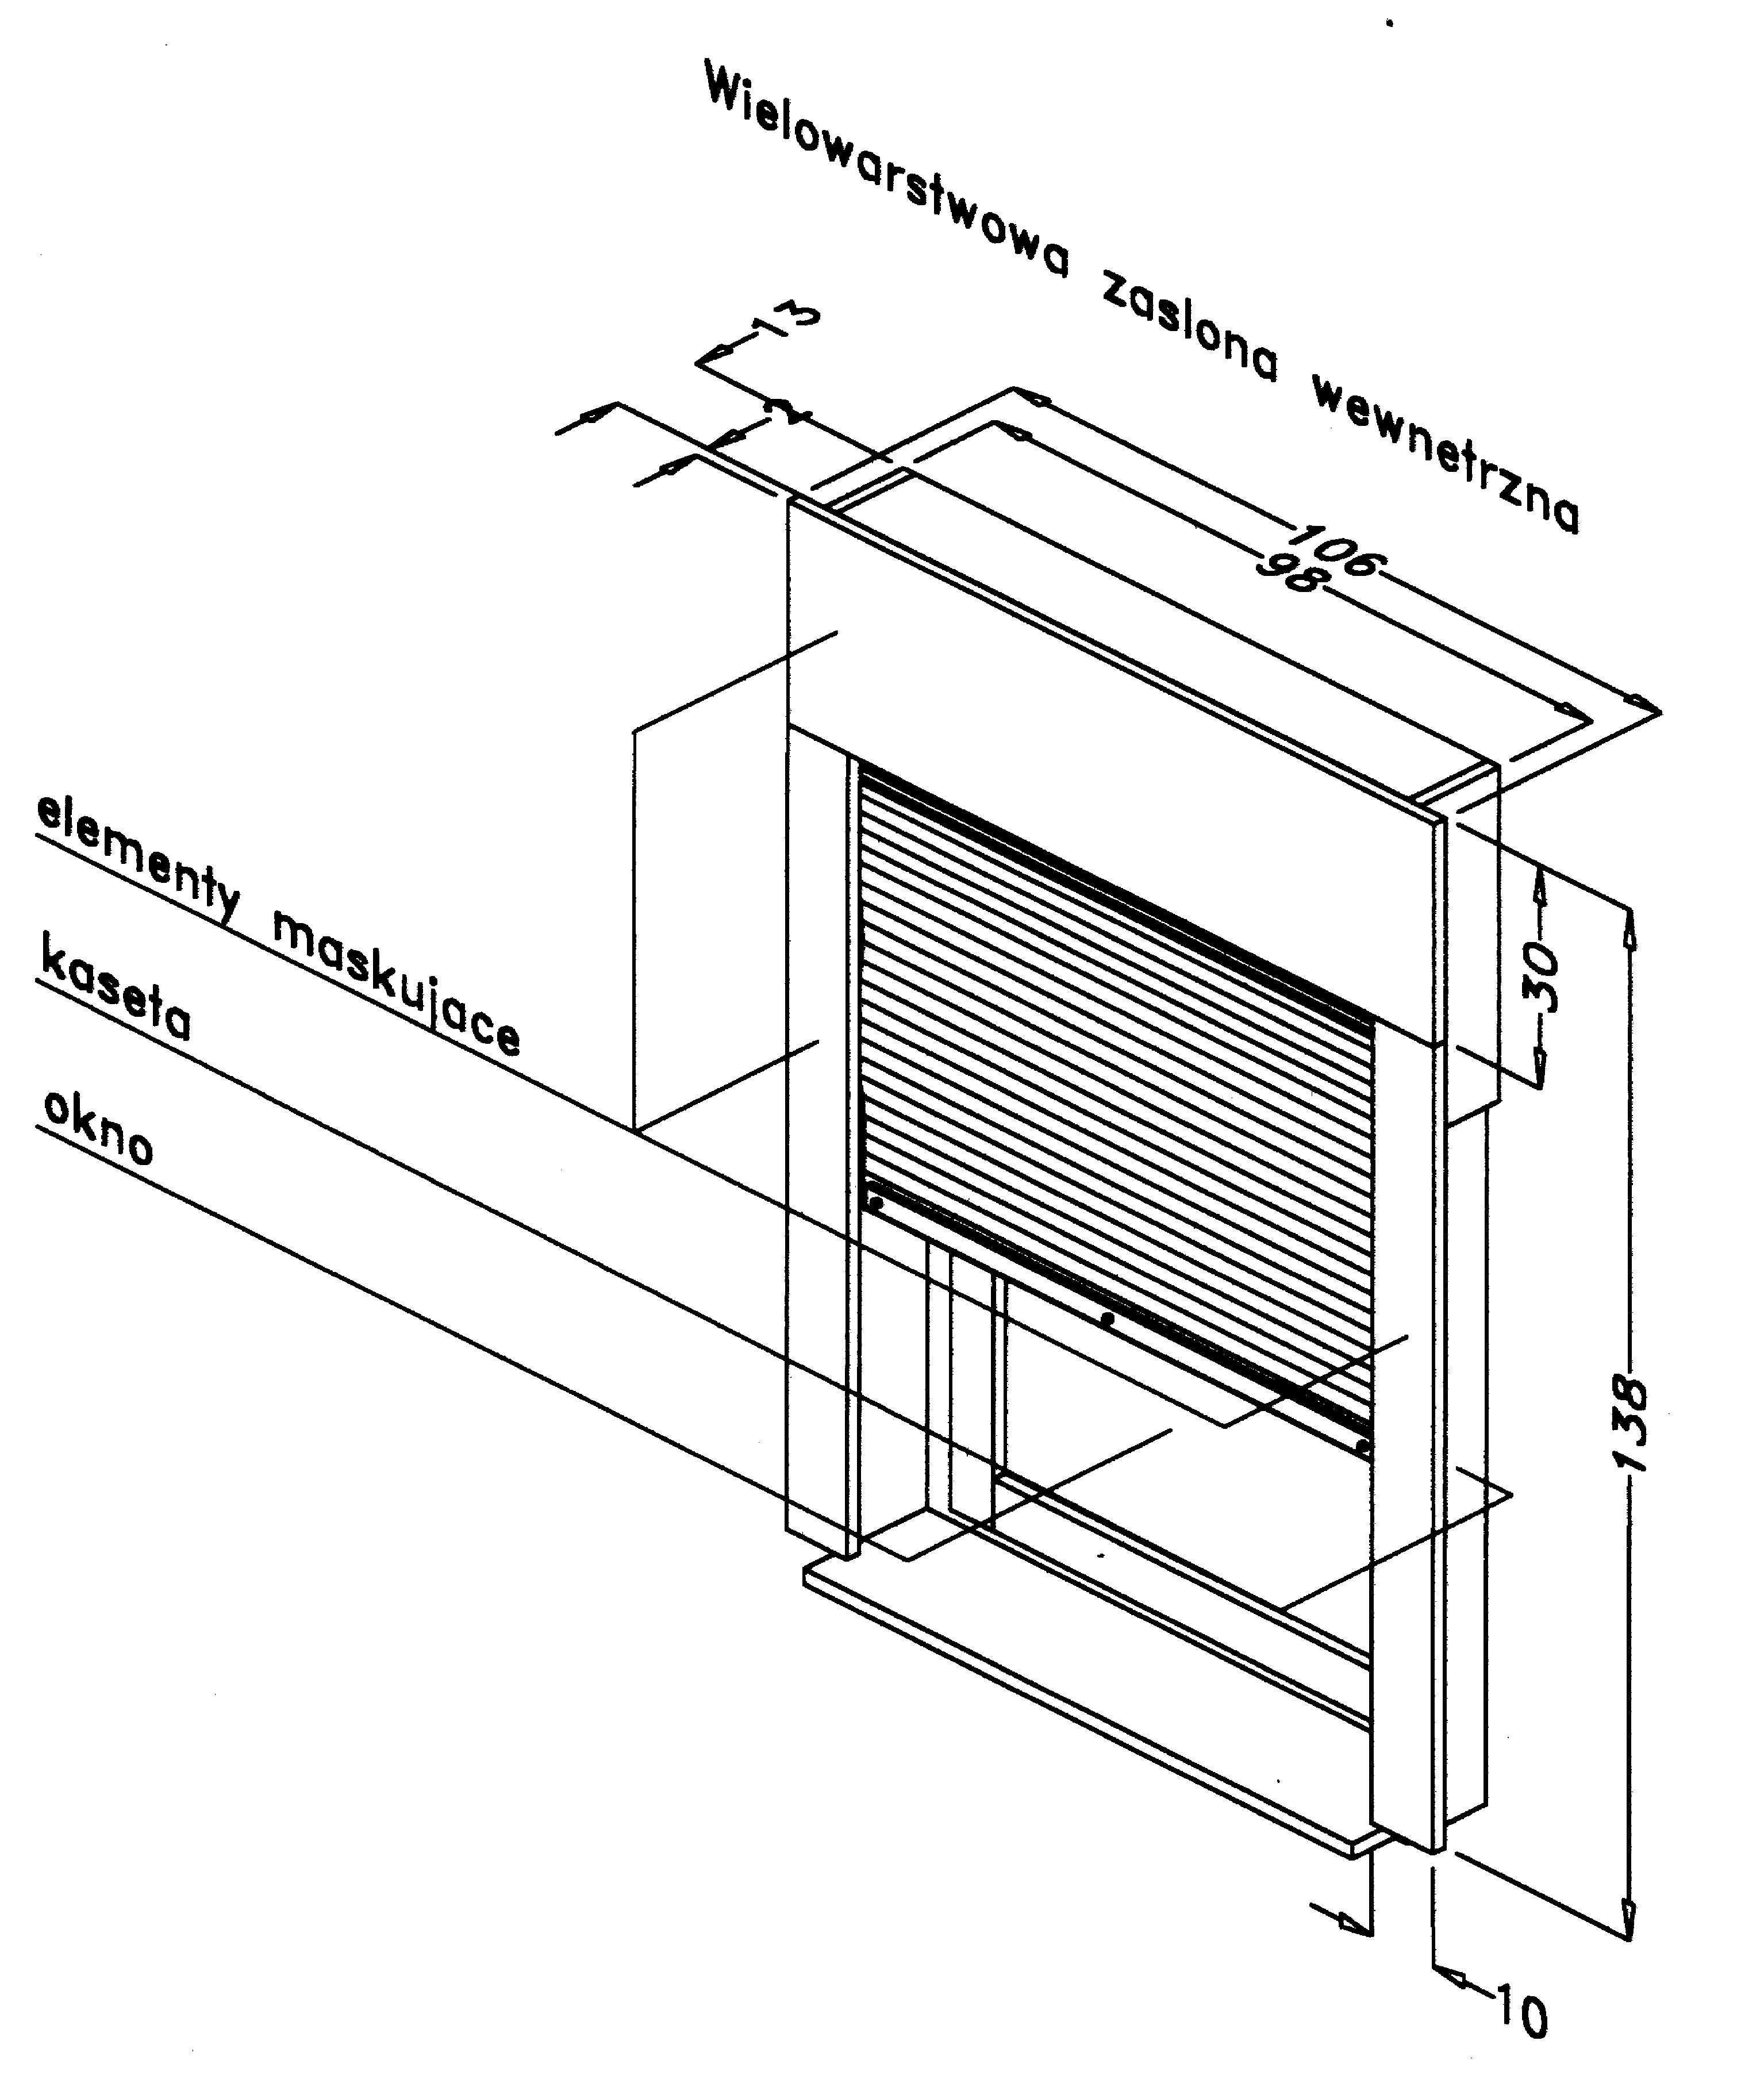 Wielowarstwowa zaslona wewnetrzna
13
2
106
98
elementy maskujace
kaseta
okno
30
138
10